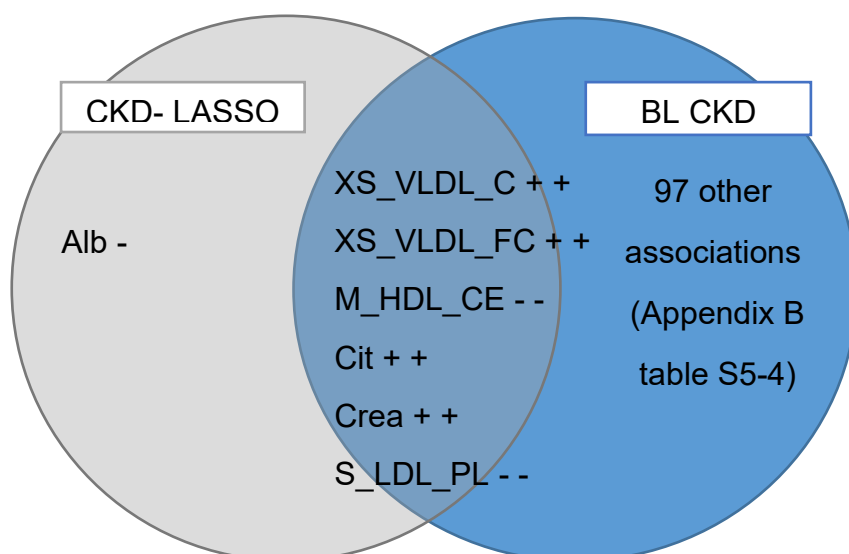 CKD- LASSO
BL CKD
Alb -
XS_VLDL_C + +
XS_VLDL_FC + +
M_HDL_CE - -
Cit + +
Crea + +
S_LDL_PL - -
97 other
associations
(Appendix B
table S5-4)